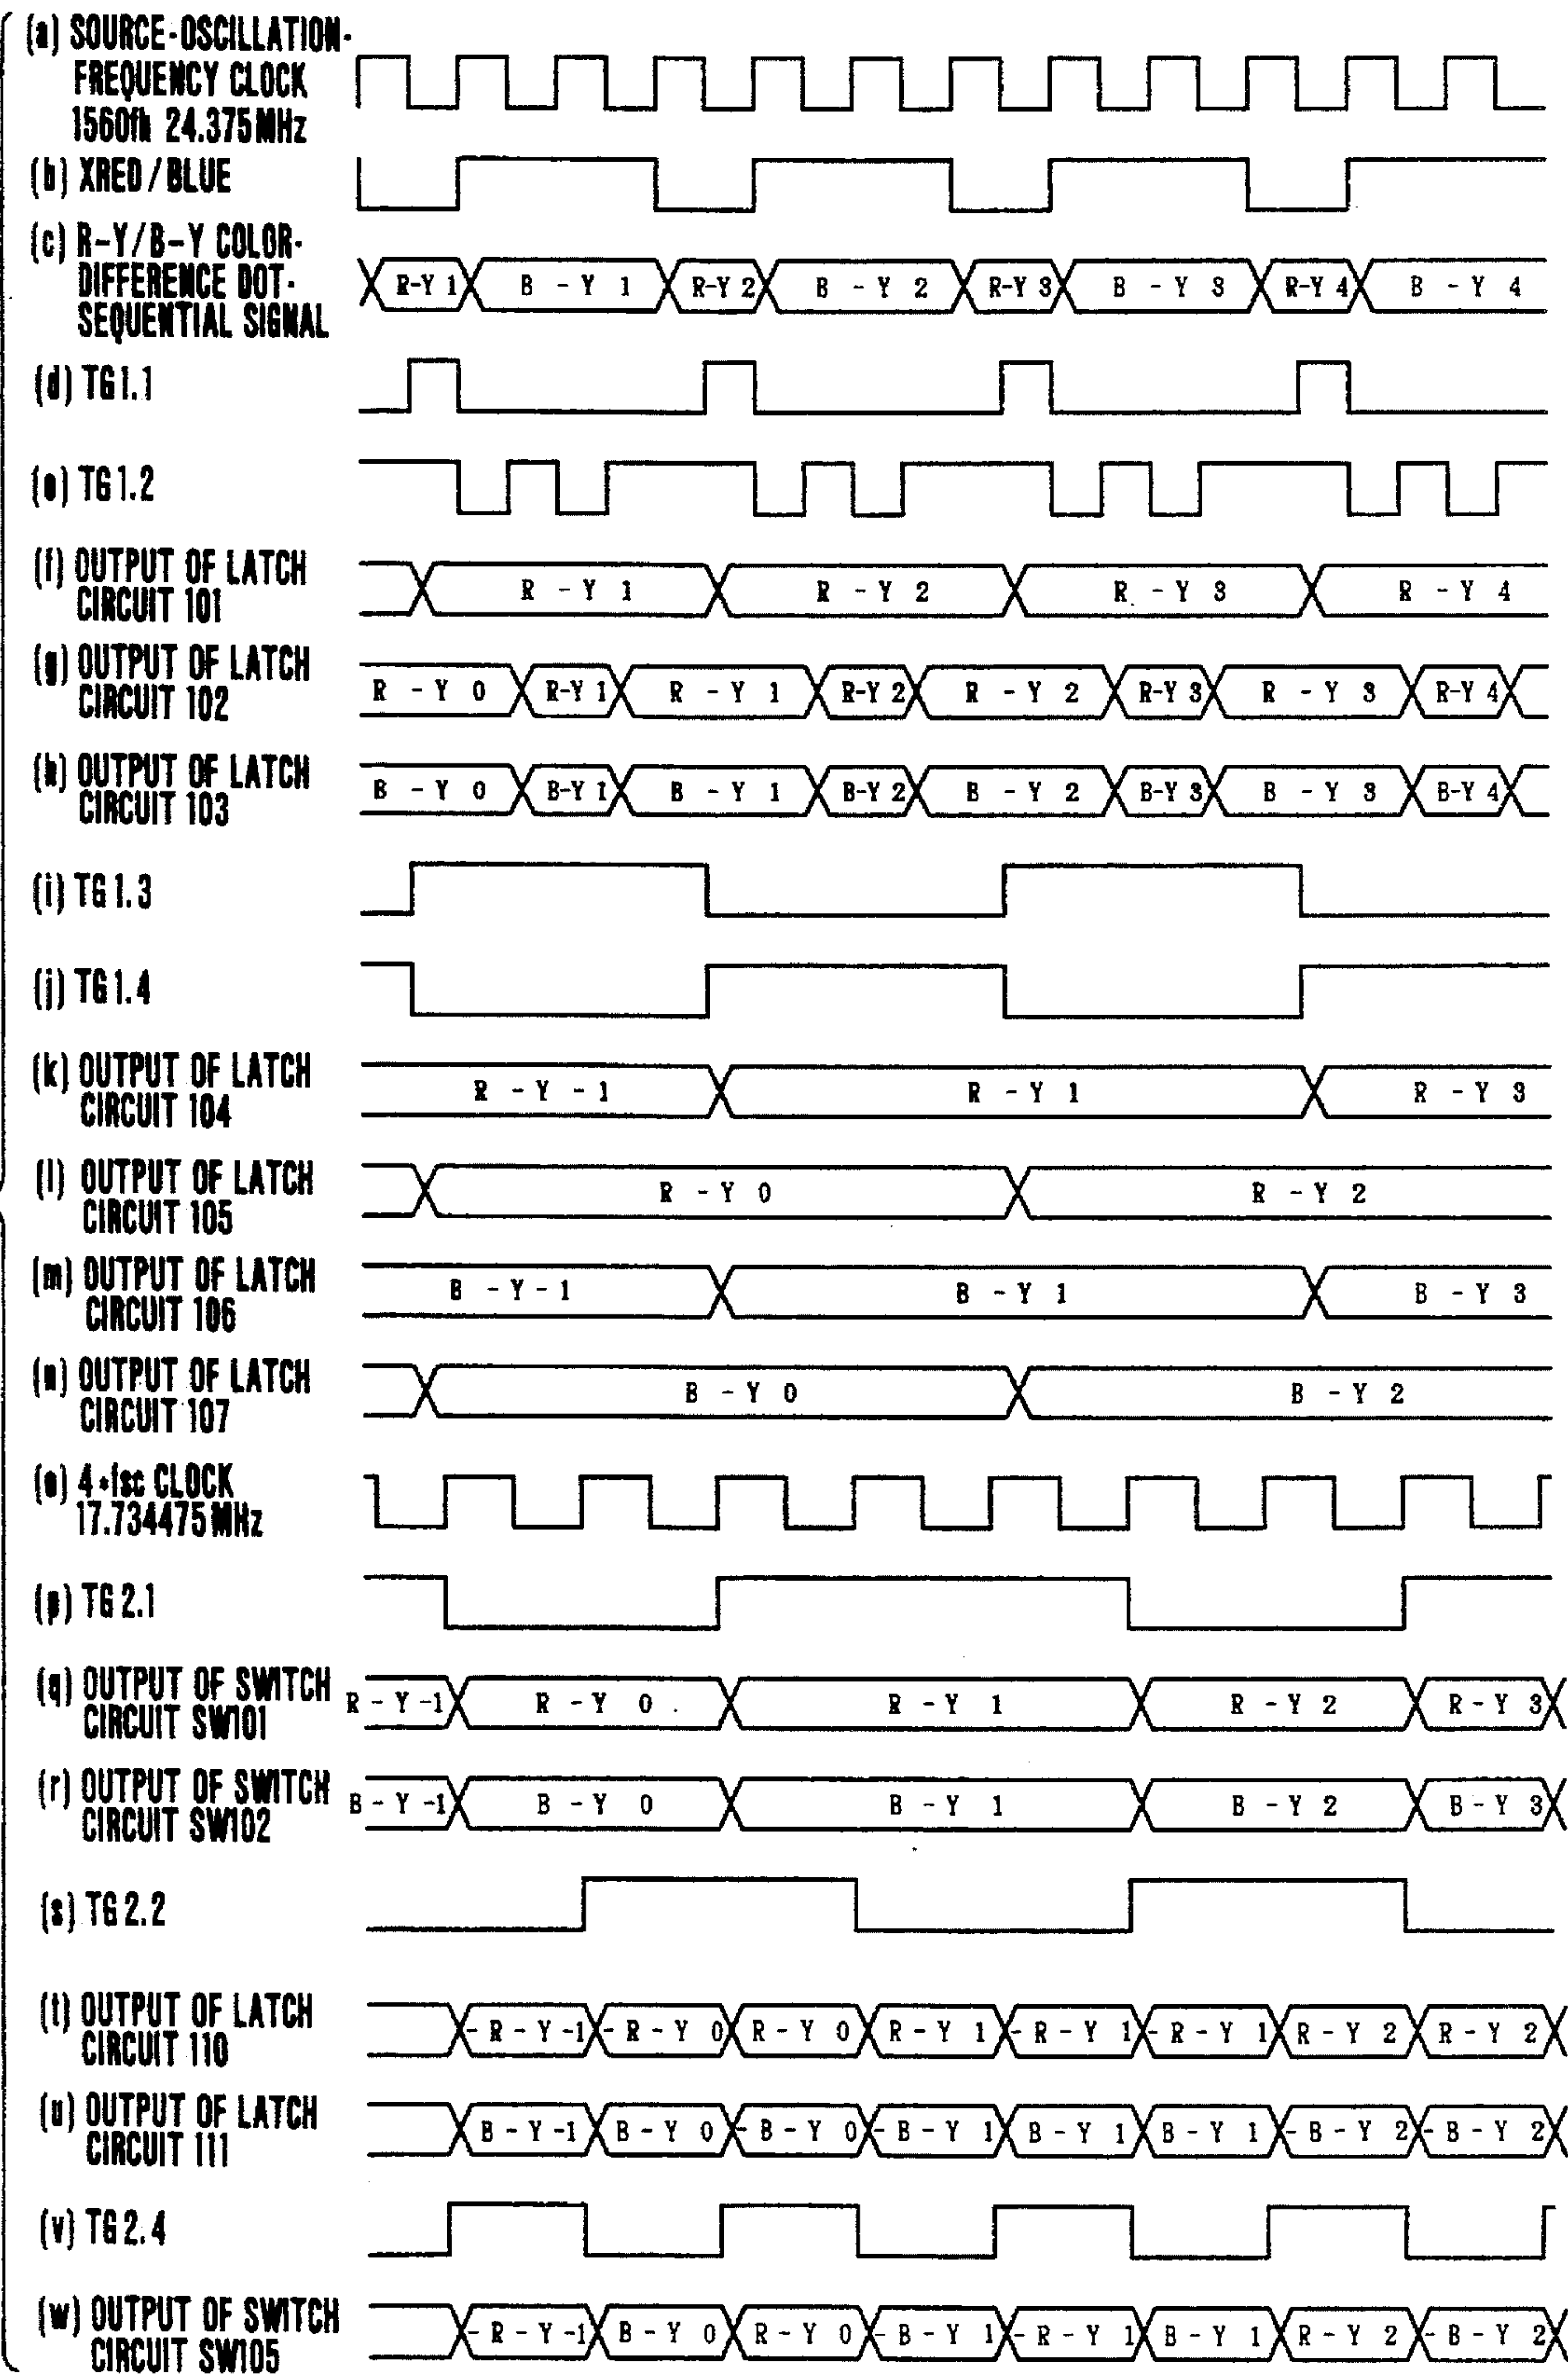 (a) SOURCE-OSCILLATION-
FREQUENCY CLOCK
1560fh 24.375MHz
(b) XRED/BLUE
(c) R-Y/B-Y COLOR-
DIFFERENCE DOT-
SEQUENTIAL SIGNAL
R-Y 1 B - Y 1 R-Y 2 B - Y 2 R-Y 3 B - Y 3 R-Y 4 B - Y 4
(d) TG1.1
(e) TG1.2
(f) OUTPUT OF LATCH
CIRCUIT 101
R - Y 1 R - Y 2 R - Y 3 R - Y 4
(g) OUTPUT OF LATCH
CIRCUIT 102
R - Y 0 R-Y 1 R - Y 1 R-Y 2 R - Y 2 R-Y 3 R - Y 3 R-Y 4
(h) OUTPUT OF LATCH
CIRCUIT 103
B - Y 0 B-Y 1 B - Y 1 B-Y 2 B - Y 2 B-Y 3 B - Y 3 B-Y 4
(i) TG1.3
(j) TG1.4
(k) OUTPUT OF LATCH
CIRCUIT 104
R - Y - 1 R - Y 1 R - Y 3
(l) OUTPUT OF LATCH
CIRCUIT 105
R - Y 0 R - Y 2
(m) OUTPUT OF LATCH
CIRCUIT 106
B - Y - 1 B - Y 1 B - Y 3
(n) OUTPUT OF LATCH
CIRCUIT 107
B - Y 0 B - Y 2
(o) 4*fsc CLOCK
17.734475MHz
(p) TG2.1
(q) OUTPUT OF SWITCH
CIRCUIT SW101
R - Y -1 R - Y 0 R - Y 1 R - Y 2 R - Y 3
(r) OUTPUT OF SWITCH
CIRCUIT SW102
B - Y -1 B - Y 0 B - Y 1 B - Y 2 B - Y 3
(s) TG2.2
(t) OUTPUT OF LATCH
CIRCUIT 110
- R - Y -1 - R - Y 0 R - Y 0 R - Y 1 - R - Y 1 - R - Y 1 R - Y 2 R - Y 2
(u) OUTPUT OF LATCH
CIRCUIT 111
B - Y -1 B - Y 0 - B - Y 0 - B - Y 1 B - Y 1 B - Y 1 - B - Y 2 - B - Y 2
(v) TG2.4
(w) OUTPUT OF SWITCH
CIRCUIT SW105
- R - Y -1 B - Y 0 R - Y 0 - B - Y 1 - R - Y 1 B - Y 1 R - Y 2 - B - Y 2